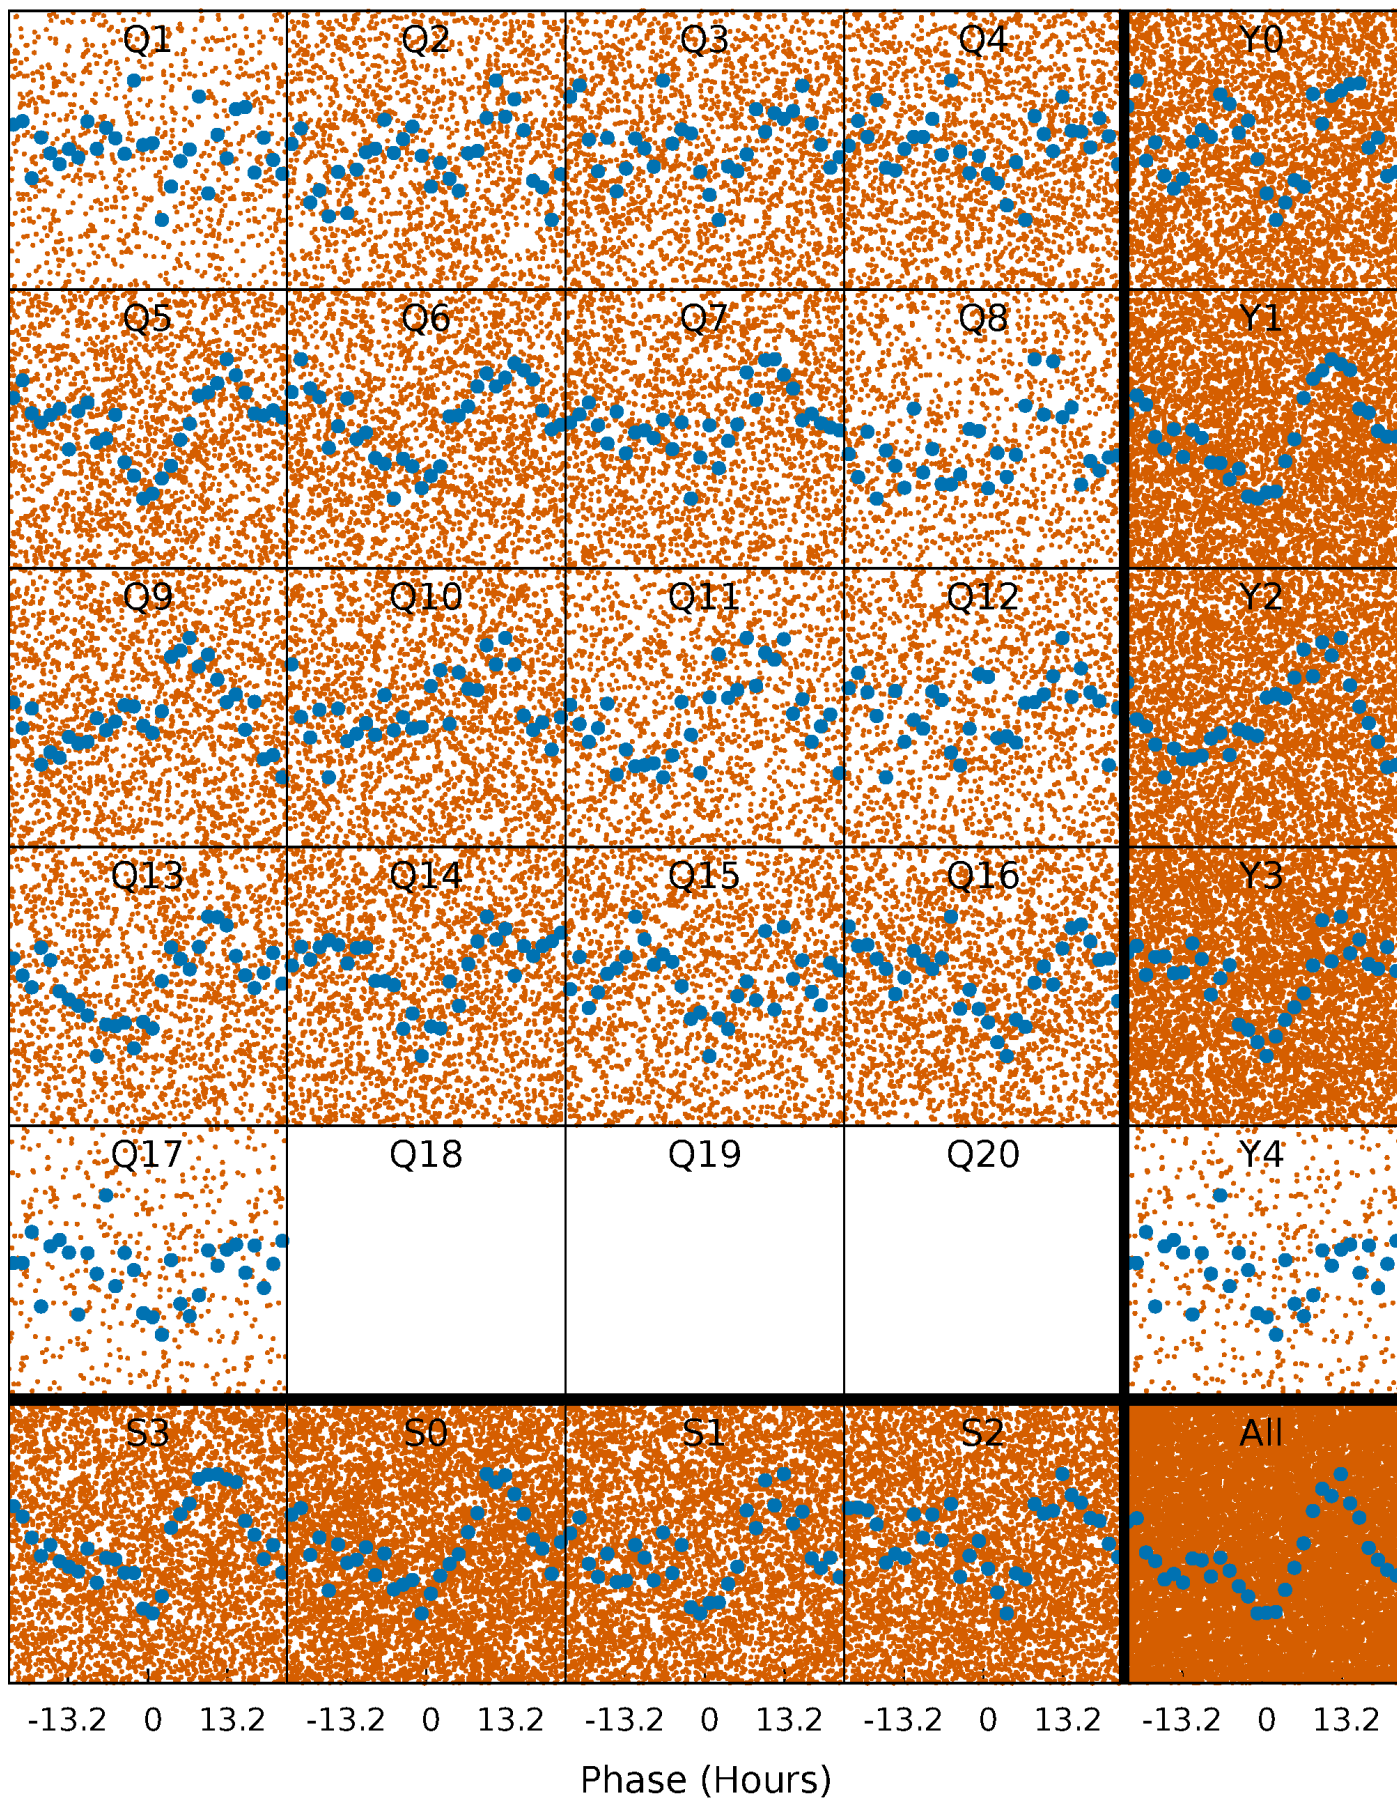 Q1 Q2 Q3 Q4 Y0
Q5 Q6 Q7 Q8 Y1
Q9 Q10 Q11 Q12 Y2
Q13 Q14 Q15 Q16 Y3
Q17 Q18 Q19 Q20 Y4
S3 S0 S1 S2 All
-13.2 0 13.2 -13.2 0 13.2 -13.2 0 13.2 -13.2 0 13.2 -13.2 0 13.2
Phase (Hours)